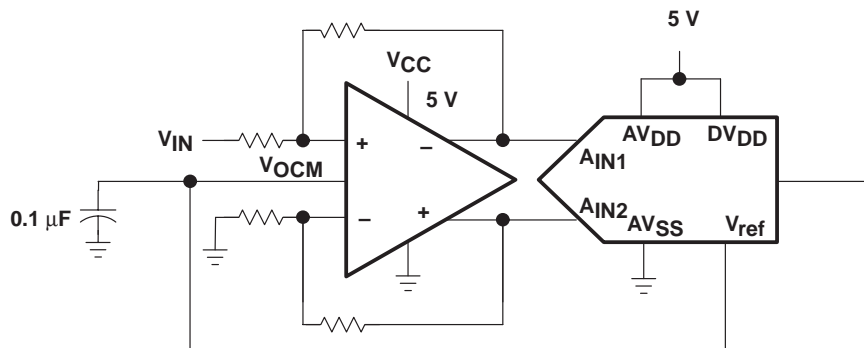 5 V
VCC
5 V
VIN
+
–
AVDD
DVDD
AIN1
VOCM
0.1 μF
–
+
AIN2
AVSS
Vref